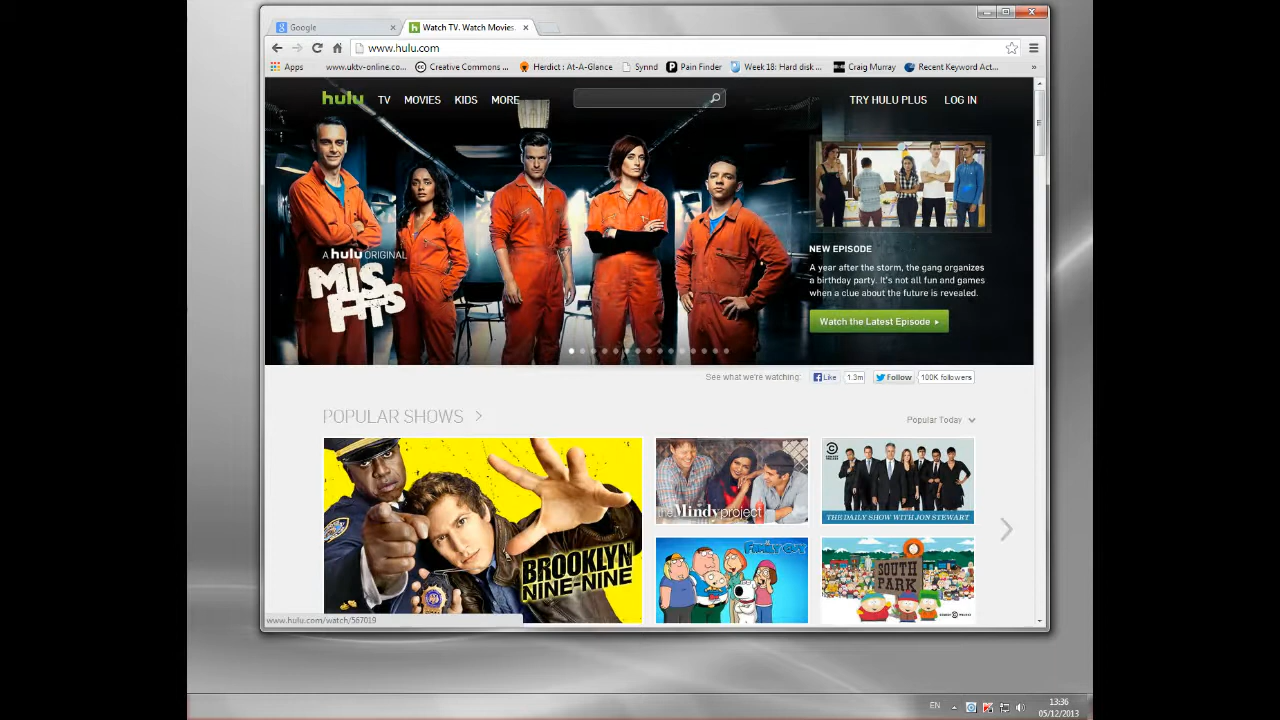 Google
Watch TV. Watch Movies.
www.hulu.com
Apps
www.uktv-online.co...
Creative Commons ...
Herdict : At-A-Glance
Synnd
Pain Finder
Week 18: Hard disk ...
Craig Murray
Recent Keyword Act...
hulu
TV
MOVIES
KIDS
MORE
TRY HULU PLUS
LOG IN
A hulu ORIGINAL
MISFITS
NEW EPISODE
A year after the storm, the gang organizes
a birthday party. It's not all fun and games
when a clue about the future is revealed.
Watch the Latest Episode
See what we're watching:
Like
1.3m
Follow
100K followers
POPULAR SHOWS
Popular Today
BROOKLYN
NINE-NINE
the Mindy project
THE DAILY SHOW WITH JON STEWART
FAMILY GUY
SOUTH
PARK
www.hulu.com/watch/567019
EN
13:36
05/12/2013